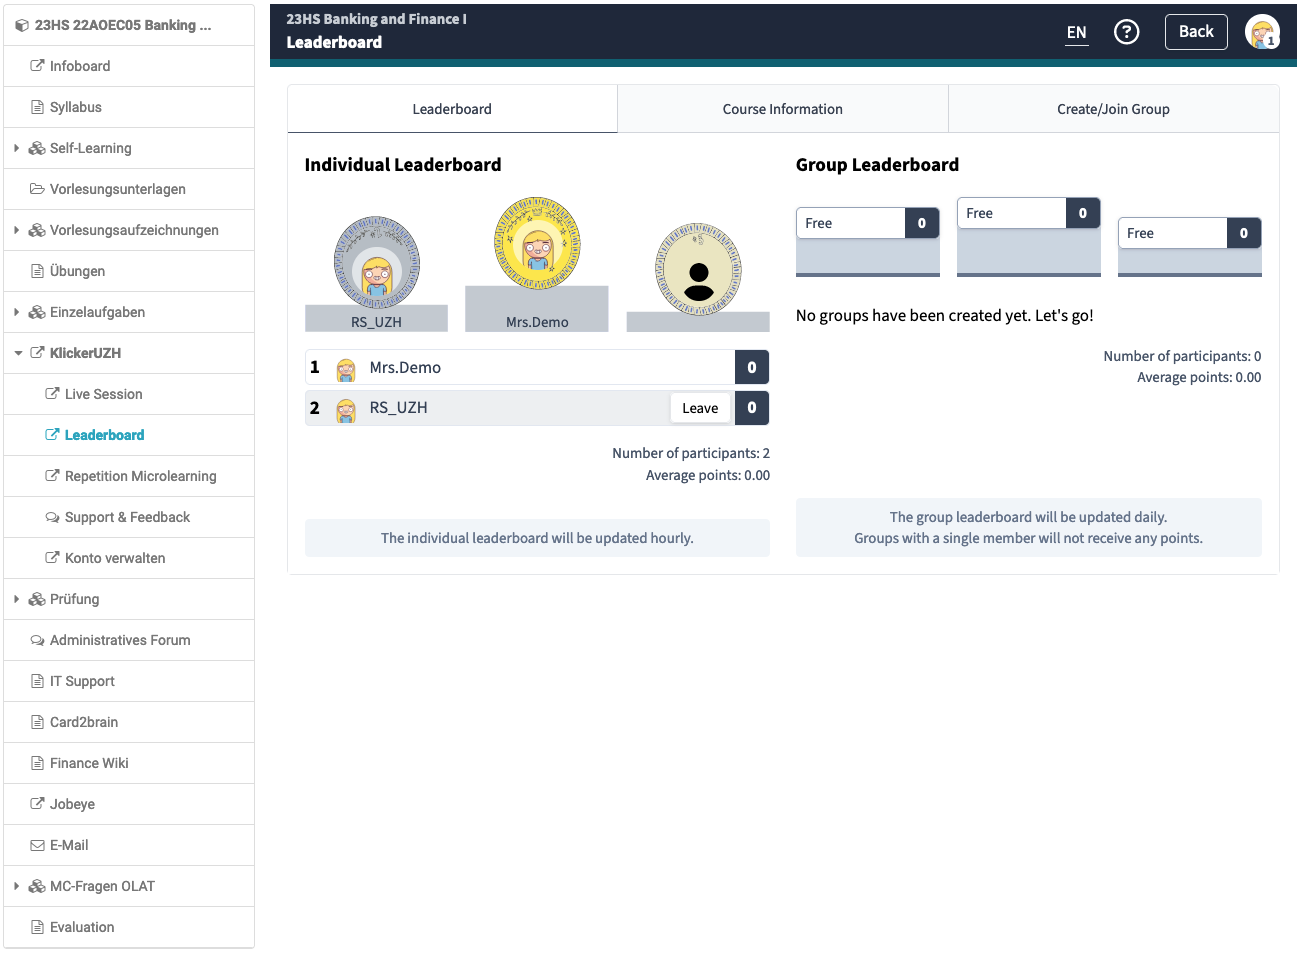 23HS 22AOEC05 Banking ...
Infoboard
Syllabus
Self-Learning
Vorlesungsunterlagen
Vorlesungsaufzeichnungen
Übungen
Einzelaufgaben
KlickerUZH
Live Session
Leaderboard
Repetition Microlearning
Support & Feedback
Konto verwalten
Prüfung
Administratives Forum
IT Support
Card2brain
Finance Wiki
Jobeye
E-Mail
MC-Fragen OLAT
Evaluation
23HS Banking and Finance I
Leaderboard
EN
?
Back
1
Leaderboard
Course Information
Create/Join Group
Individual Leaderboard
RS_UZH
Mrs.Demo
1 Mrs.Demo 0
2 RS_UZH Leave 0
Number of participants: 2
Average points: 0.00
The individual leaderboard will be updated hourly.
Group Leaderboard
Free 0
Free 0
Free 0
No groups have been created yet. Let's go!
Number of participants: 0
Average points: 0.00
The group leaderboard will be updated daily.
Groups with a single member will not receive any points.